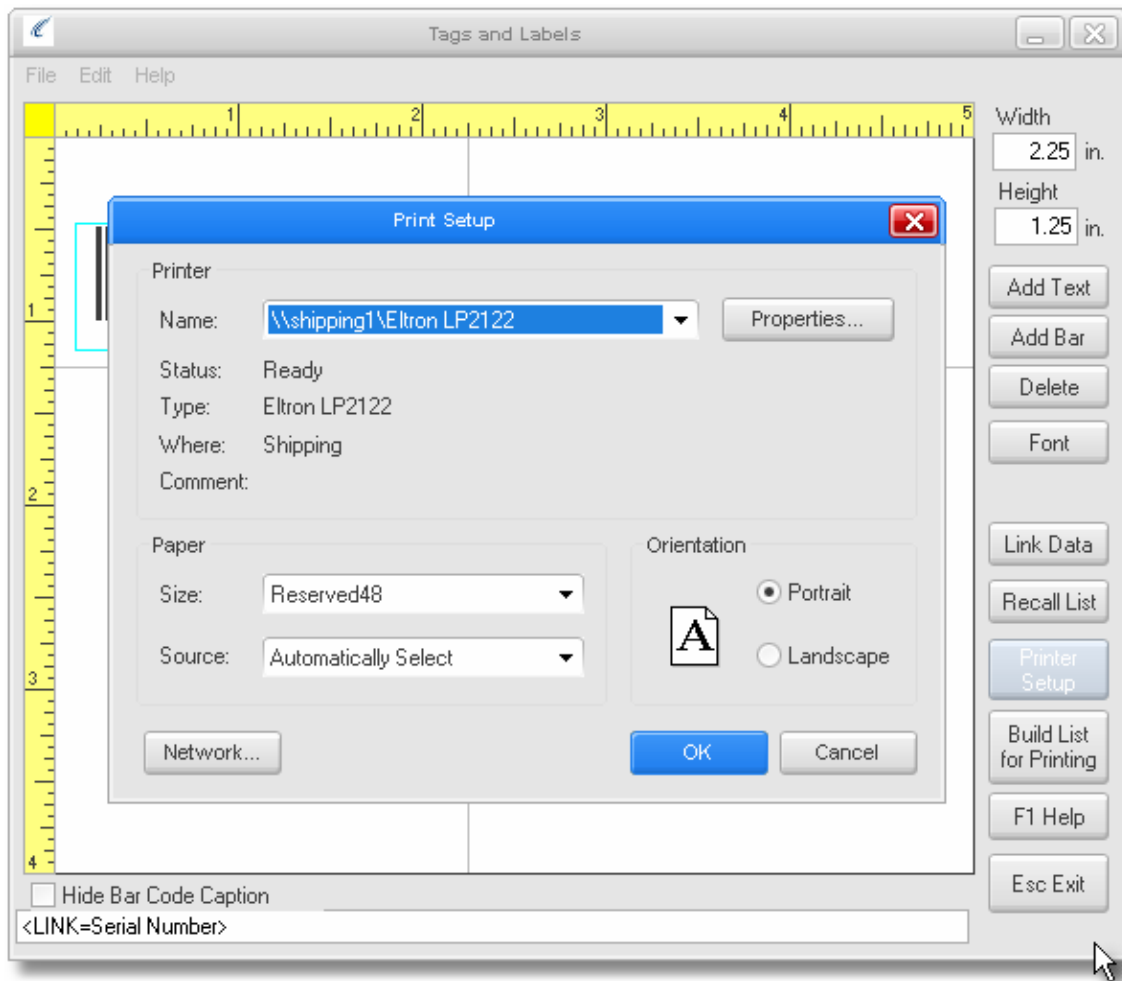 Tags and Labels
File Edit Help
1 2 3 4 5
Width
2.25 in.
Height
1.25 in.
Print Setup
Printer
Name: \\shipping1\Eltron LP2122 Properties...
Status: Ready
Type: Eltron LP2122
Where: Shipping
Comment:
Paper
Size: Reserved48
Source: Automatically Select
Orientation
A
Portrait
Landscape
Network... OK Cancel
1
2
3
4
Add Text
Add Bar
Delete
Font
Link Data
Recall List
Printer
Setup
Build List
for Printing
F1 Help
Esc Exit
Hide Bar Code Caption
<LINK=Serial Number>